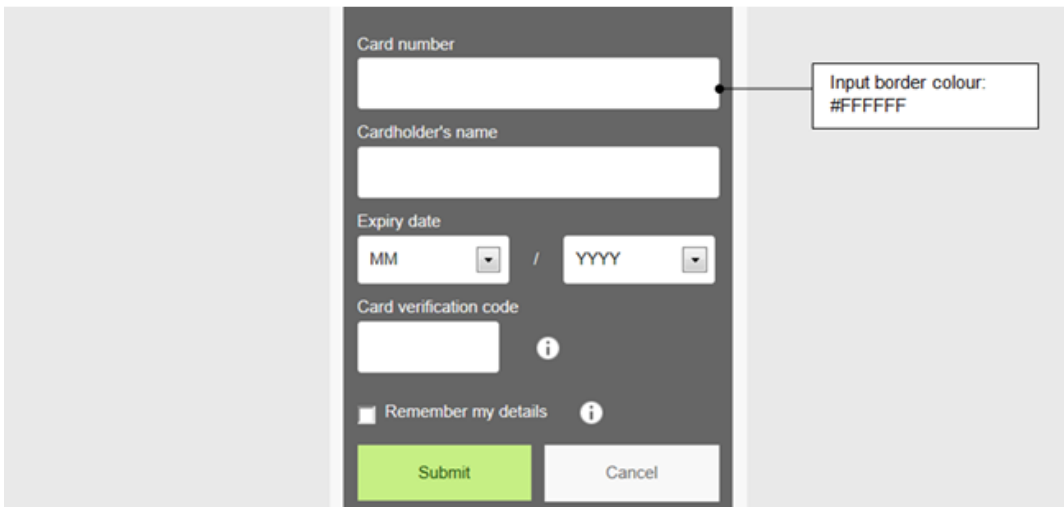 Card number
Input border colour:
#FFFFFF
Cardholder's name
Expiry date
MM / YYYY
Card verification code
i
Remember my details i
Submit Cancel